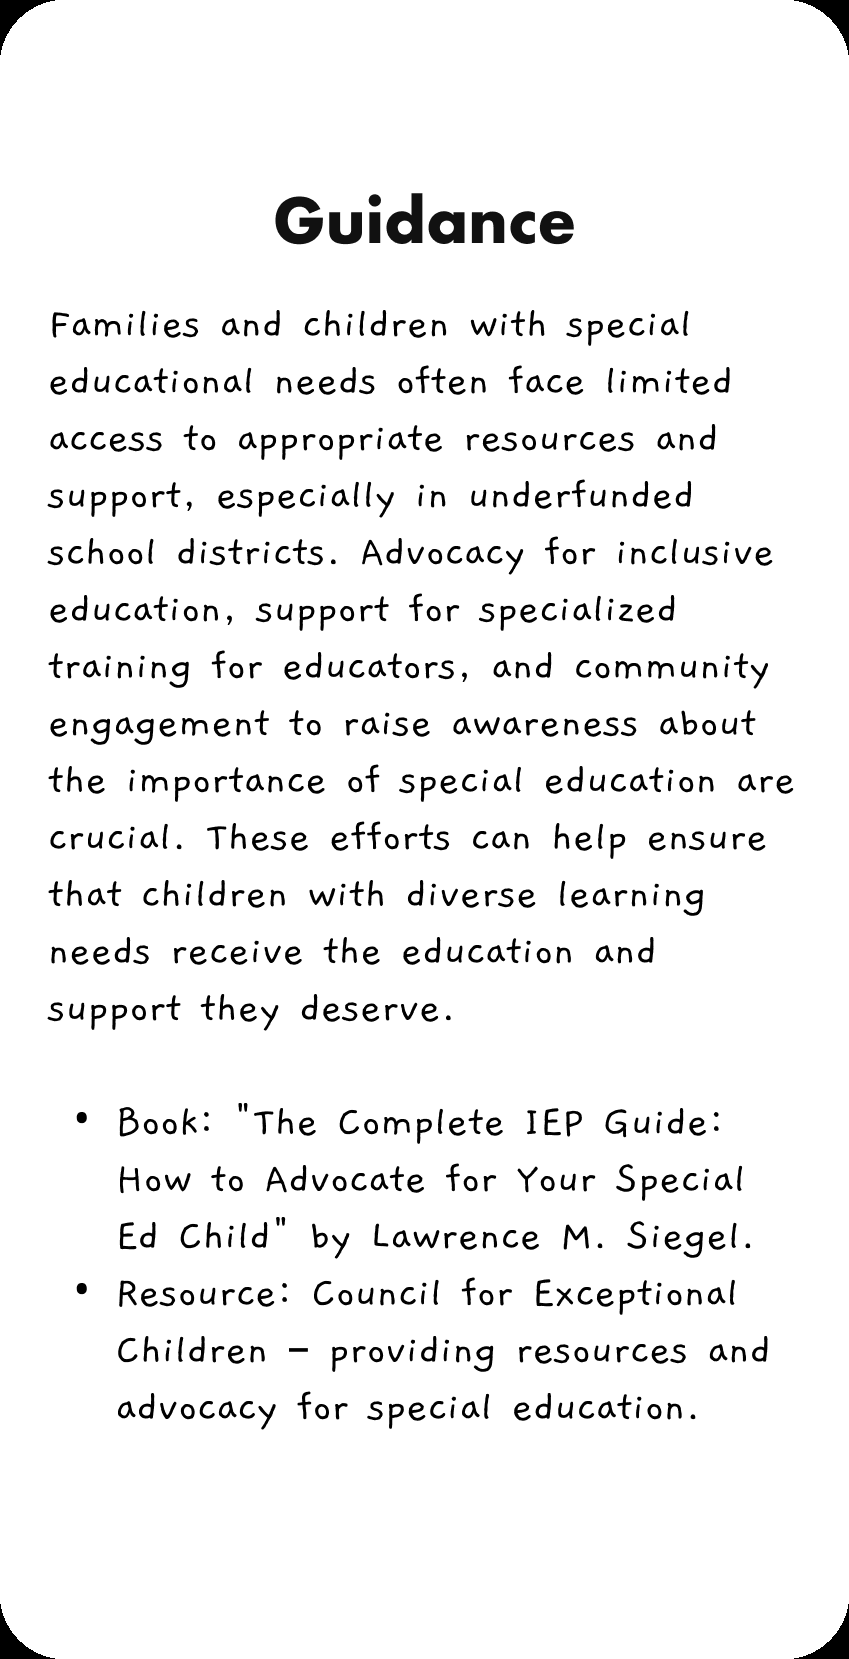 Guidance
Families and children with special
educational needs often face limited
access to appropriate resources and
support, especially in underfunded
school districts. Advocacy for inclusive
education, support for specialized
training for educators, and community
engagement to raise awareness about
the importance of special education are
crucial. These efforts can help ensure
that children with diverse learning
needs receive the education and
support they deserve.
• Book: "The Complete IEP Guide:
How to Advocate for Your Special
Ed Child" by Lawrence M. Siegel.
• Resource: Council for Exceptional
Children – providing resources and
advocacy for special education.